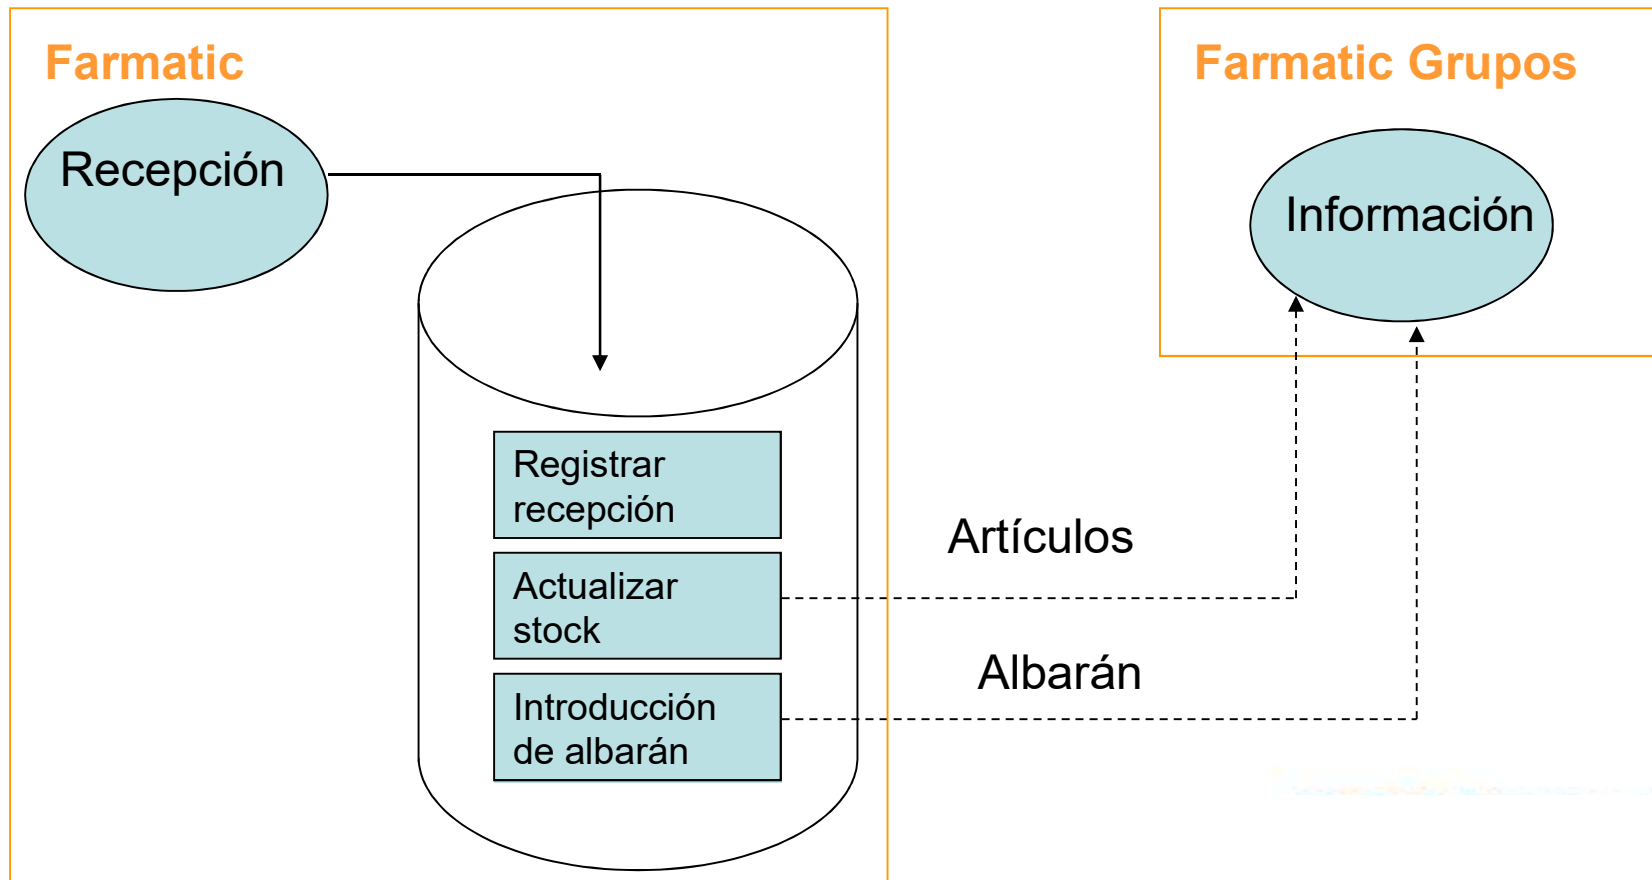 Farmatic
Recepción
Registrar
recepción
Actualizar
stock
Introducción
de albarán
Artículos
Albarán
Farmatic Grupos
Información